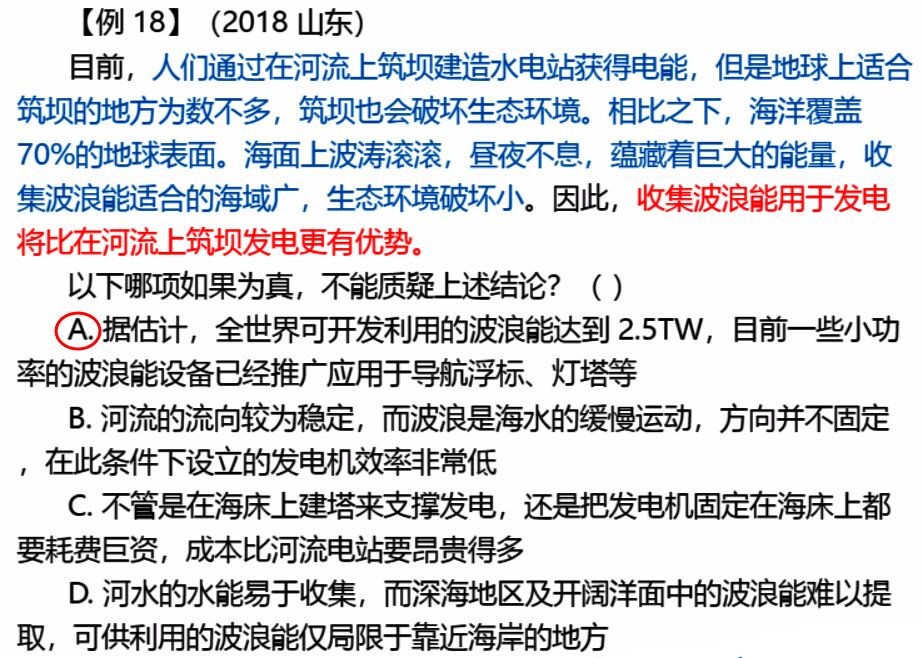 【例 18】（2018 山东）
目前，人们通过在河流上筑坝建造水电站获得电能，但是地球上适合
筑坝的地方为数不多，筑坝也会破坏生态环境。相比之下，海洋覆盖
70%的地球表面。海面上波涛滚滚，昼夜不息，蕴藏着巨大的能量，收
集波浪能适合的海域广，生态环境破坏小。因此，收集波浪能用于发电
将比在河流上筑坝发电更有优势。
以下哪项如果为真，不能质疑上述结论？（ ）
A. 据估计，全世界可开发利用的波浪能达到 2.5TW，目前一些小功
率的波浪能设备已经推广应用于导航浮标、灯塔等
B. 河流的流向较为稳定，而波浪是海水的缓慢运动，方向并不固定
，在此条件下设立的发电机效率非常低
C. 不管是在海床上建塔来支撑发电，还是把发电机固定在海床上都
要耗费巨资，成本比河流电站要昂贵得多
D. 河水的水能易于收集，而深海地区及开阔洋面中的波浪能难以提
取，可供利用的波浪能仅局限于靠近海岸的地方